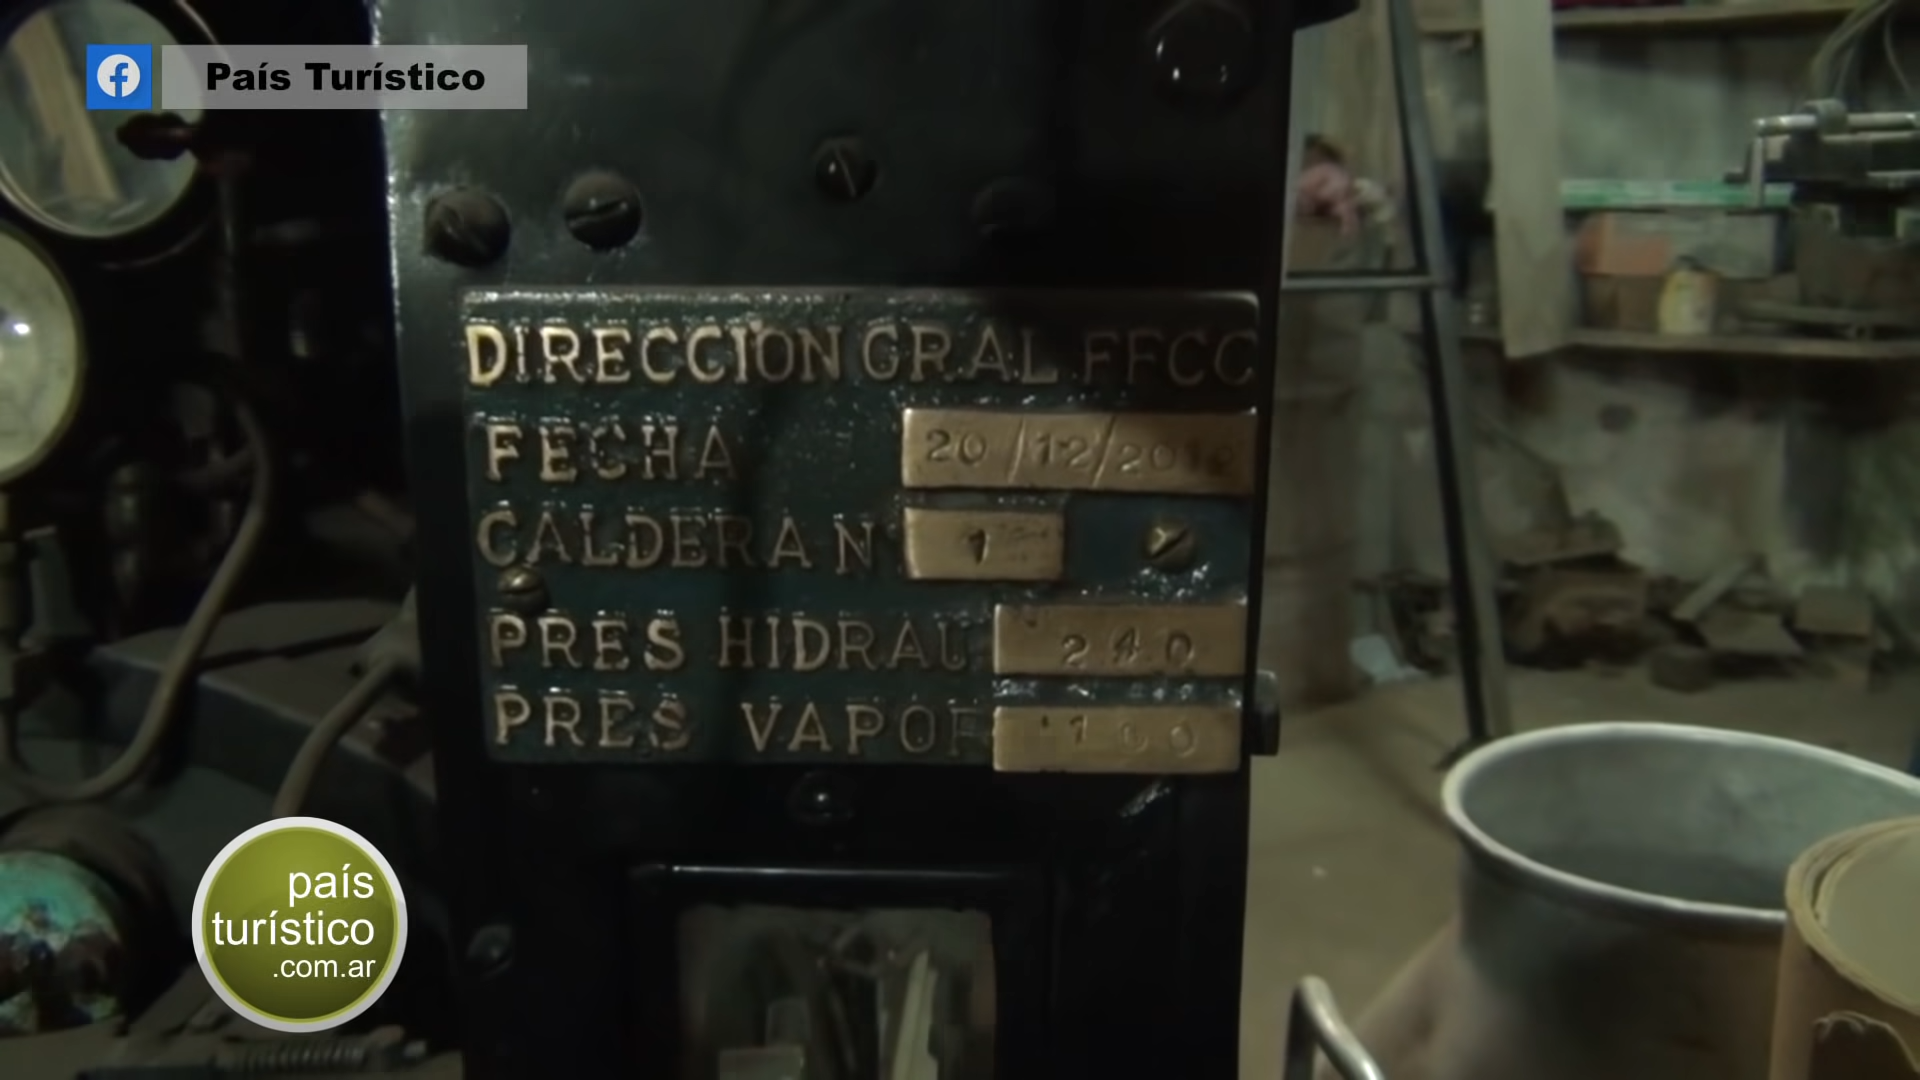 País Turístico
DIRECCION GRAL FFCC
FECHA 20/12/2012
CALDERA N 1
PRES HIDRAU 240
PRES VAPOR
país
turístico
.com.ar